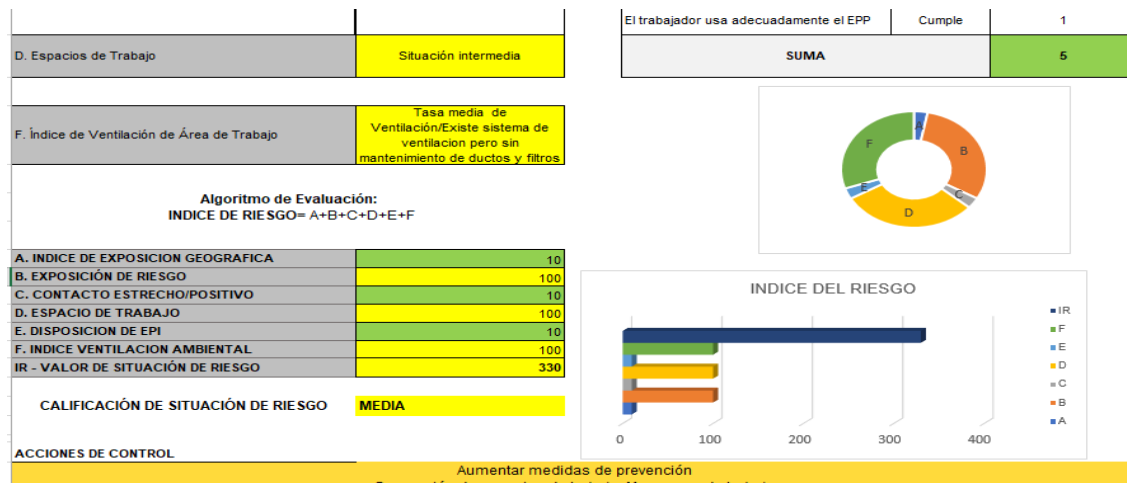 El trabajador usa adecuadamente el EPP Cumple 1
D. Espacios de Trabajo Situación intermedia
SUMA 5
F. Índice de Ventilación de Área de Trabajo
Tasa media de
Ventilación/Existe sistema de
ventilacion pero sin
mantenimiento de ductos y filtros
A
B
C
D
E
F
Algoritmo de Evaluación:
INDICE DE RIESGO= A+B+C+D+E+F
A. INDICE DE EXPOSICION GEOGRAFICA 10
B. EXPOSICIÓN DE RIESGO 100
C. CONTACTO ESTRECHO/POSITIVO 10
D. ESPACIO DE TRABAJO 100
E. DISPOSICION DE EPI 10
F. INDICE VENTILACION AMBIENTAL 100
IR - VALOR DE SITUACIÓN DE RIESGO 330
INDICE DEL RIESGO
IR
F
E
D
C
B
A
0 100 200 300 400
CALIFICACIÓN DE SITUACIÓN DE RIESGO MEDIA
ACCIONES DE CONTROL
Aumentar medidas de prevención